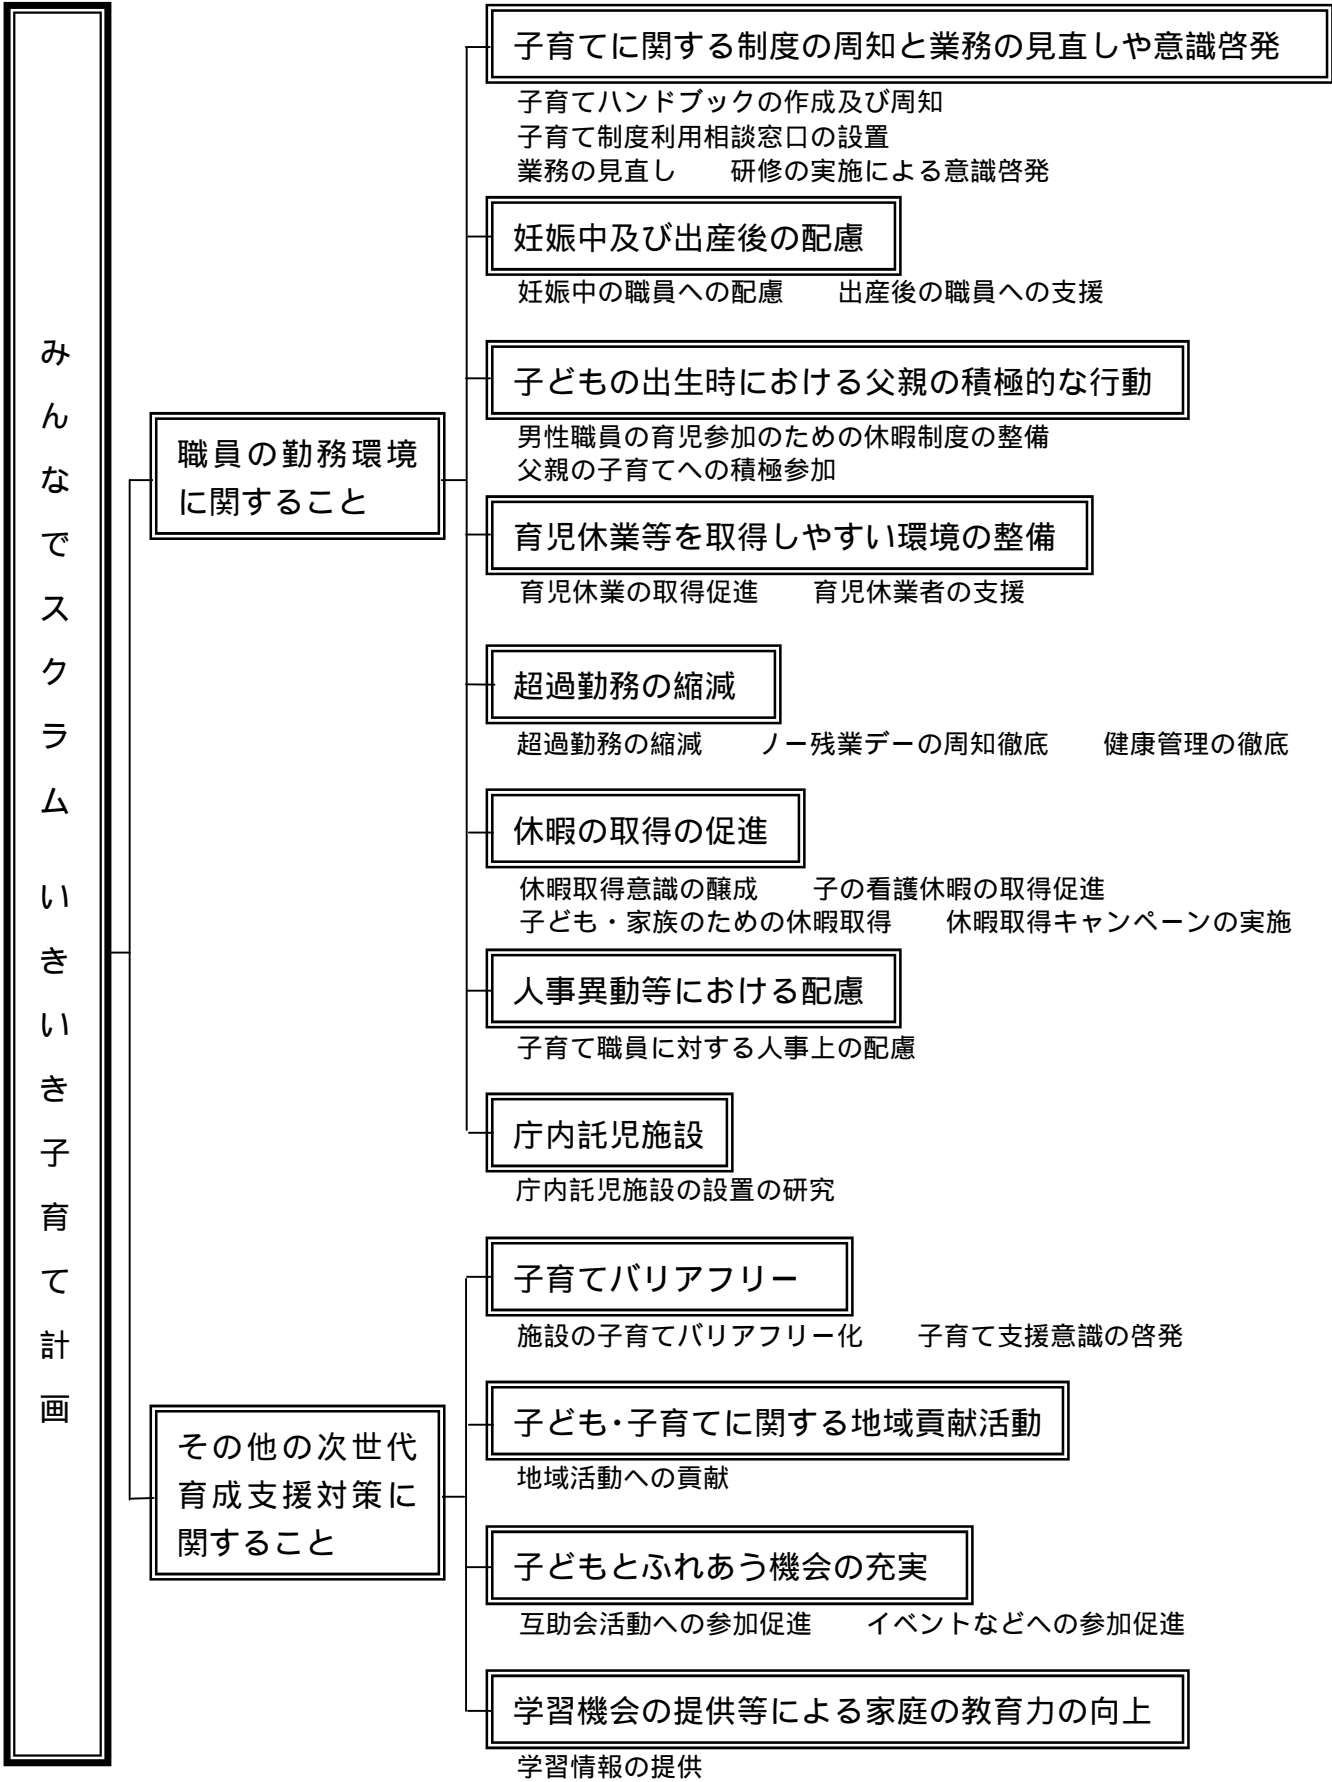 みんなでスクラム いきいき子育て計画
職員の勤務環境
に関すること
子育てに関する制度の周知と業務の見直しや意識啓発
子育てハンドブックの作成及び周知
子育て制度利用相談窓口の設置
業務の見直し　　研修の実施による意識啓発
妊娠中及び出産後の配慮
妊娠中の職員への配慮　　出産後の職員への支援
子どもの出生時における父親の積極的な行動
男性職員の育児参加のための休暇制度の整備
父親の子育てへの積極参加
育児休業等を取得しやすい環境の整備
育児休業の取得促進　　育児休業者の支援
超過勤務の縮減
超過勤務の縮減　　ノー残業デーの周知徹底　　健康管理の徹底
休暇の取得の促進
休暇取得意識の醸成　　子の看護休暇の取得促進
子ども・家族のための休暇取得　　休暇取得キャンペーンの実施
人事異動等における配慮
子育て職員に対する人事上の配慮
庁内託児施設
庁内託児施設の設置の研究
その他の次世代
育成支援対策に
関すること
子育てバリアフリー
施設の子育てバリアフリー化　　子育て支援意識の啓発
子ども・子育てに関する地域貢献活動
地域活動への貢献
子どもとふれあう機会の充実
互助会活動への参加促進　　イベントなどへの参加促進
学習機会の提供等による家庭の教育力の向上
学習情報の提供